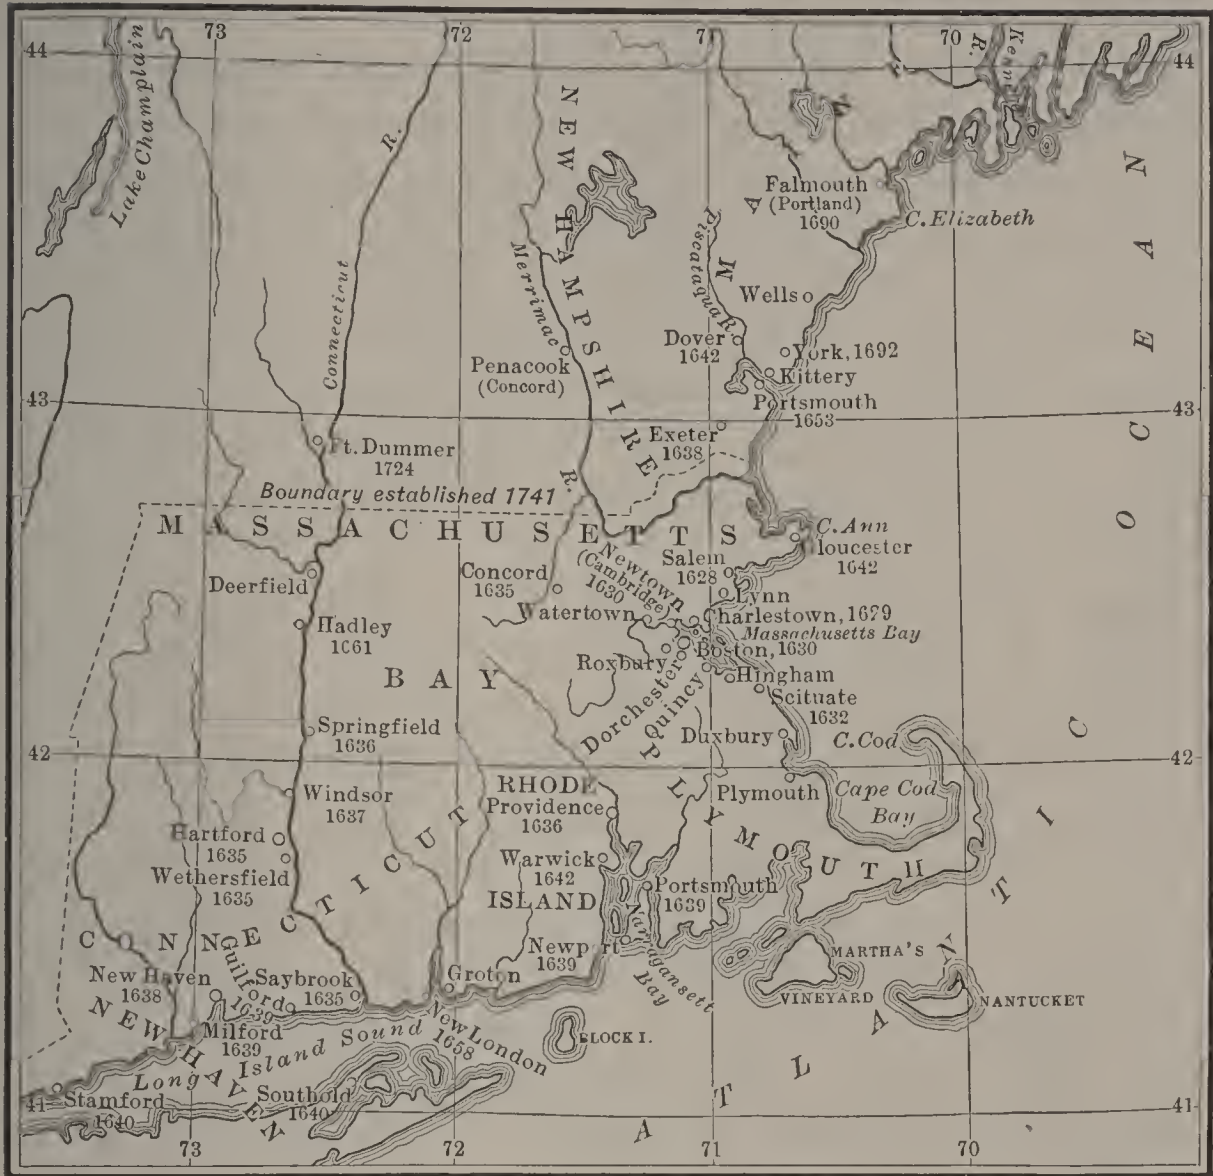 73
72
7
70
44
44
Lake Champlain
R.
Connecticut
NEW HAMPSHIRE
Merrimac
R.
Piscataqua R.
M
A
Kenn
R.
Falmouth
(Portland)
1690
C. Elizabeth
Wells
Dover
1642
York, 1692
Kittery
Portsmouth
1653
Penacook
(Concord)
43
43
Exeter
1638
Ft. Dummer
1724
Boundary established 1741
MASSACHUSETTS
BAY
C. Ann
loucester
1642
Salem
1628
Newtown
(Cambridge)
1630
Lynn
Concord
1635
Watertown
Charlestown, 1629
Massachusetts Bay
Boston, 1630
Roxbury
Dorchester
Quincy
Hingham
Scituate
1632
Deerfield
Hadley
1661
Springfield
1636
Duxbury
C. Cod
42
42
Plymouth
Cape Cod
Bay
PLYMOUTH
Windsor
1637
Hartford
1635
Wethersfield
1635
RHODE
ISLAND
Providence
1636
Warwick
1642
Portsmouth
1639
Newport
1639
Narragansett
Bay
CONNECTICUT
New Haven
1638
Guilford
1639
Saybrook
1635
Groton
New London
1658
Milford
1639
NEW HAVEN
Long Island Sound
Stamford
1640
Southold
1640
BLOCK I.
MARTHA'S
VINEYARD
NANTUCKET
ATLANTIC OCEAN
41
41
73
72
71
70